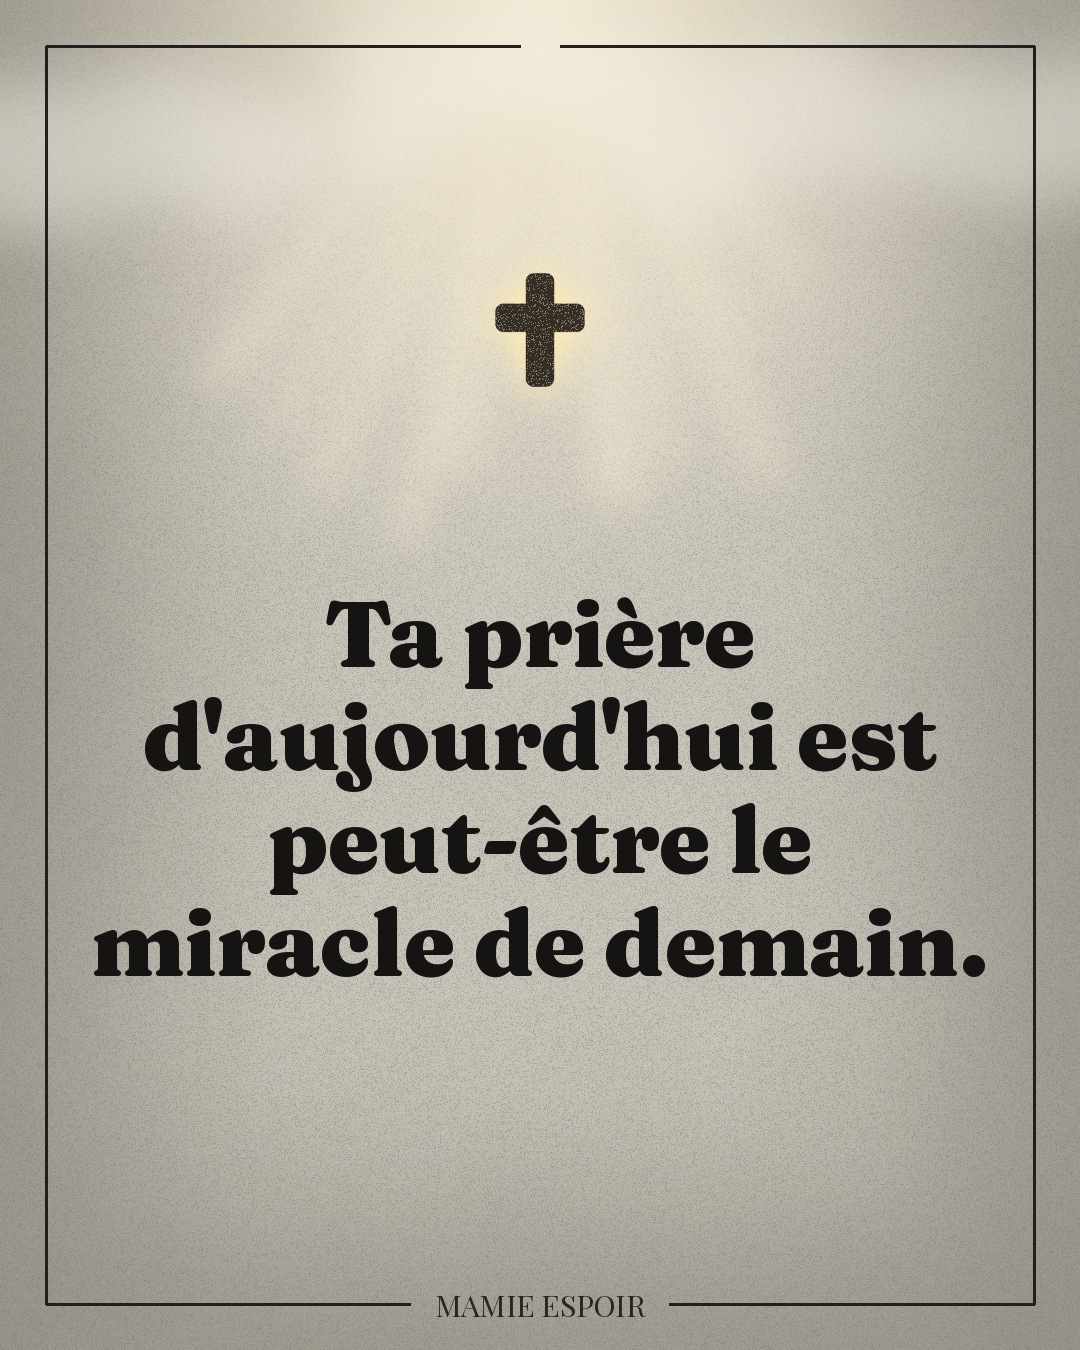 Ta prière
d'aujourd'hui est
peut-être le
miracle de demain.
MAMIE ESPOIR